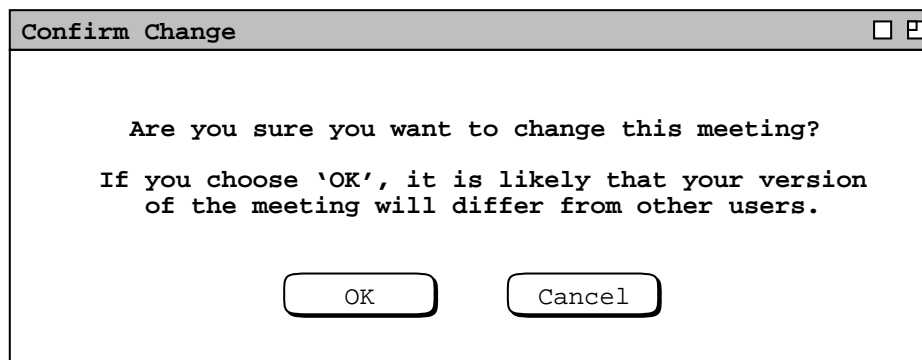 Confirm Change
Are you sure you want to change this meeting?
If you choose ‘OK’, it is likely that your version
of the meeting will differ from other users.
OK Cancel